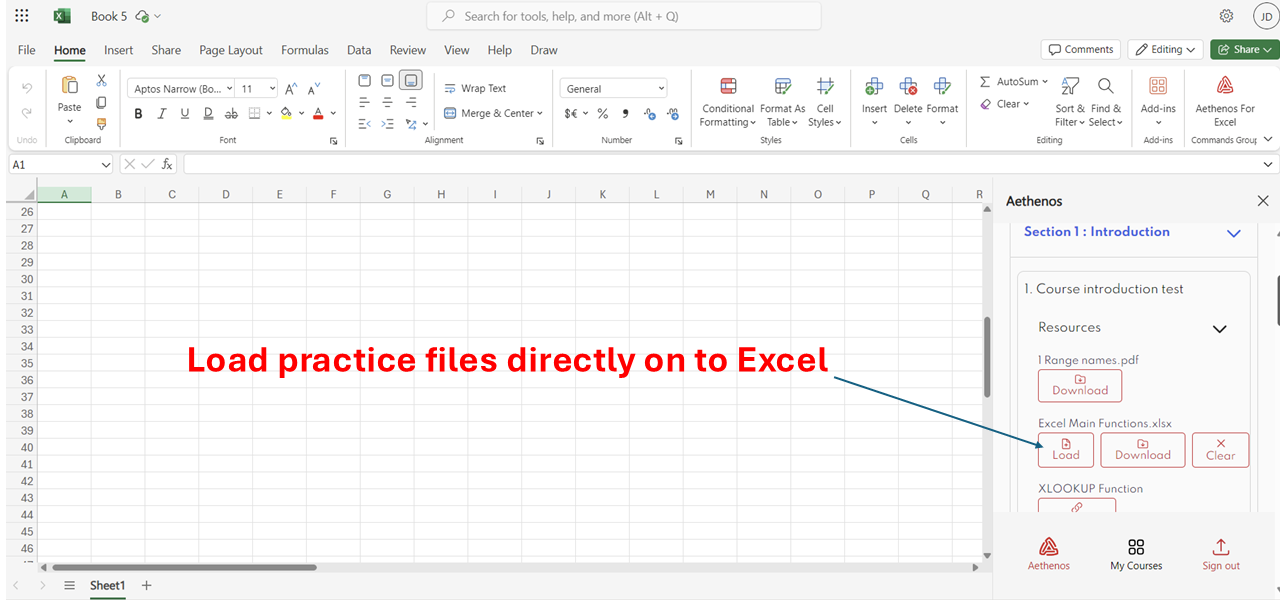 Book 5
Search for tools, help, and more (Alt + Q)
JD
File Home Insert Share Page Layout Formulas Data Review View Help Draw
Comments Editing Share
Undo
Paste
Clipboard
Aptos Narrow (Bo... 11
B I U D ab A
Font
Wrap Text
Merge & Center
Alignment
General
$€ % 9
Number
Conditional Formatting
Format As Table
Cell Styles
Styles
Insert Delete Format
Cells
AutoSum
Clear
Sort & Filter
Find & Select
Editing
Add-ins
Add-ins
Aethenos For Excel
Commands Group
A1
fx
A B C D E F G H I J K L M N O P Q R
26
27
28
29
30
31
32
33
34
35
36
37
38
39
40
41
42
43
44
45
46
Load practice files directly on to Excel
Aethenos
Section 1 : Introduction
1. Course introduction test
Resources
1 Range names.pdf
Download
Excel Main Functions.xlsx
Load Download Clear
XLOOKUP Function
Aethenos My Courses Sign out
Sheet1